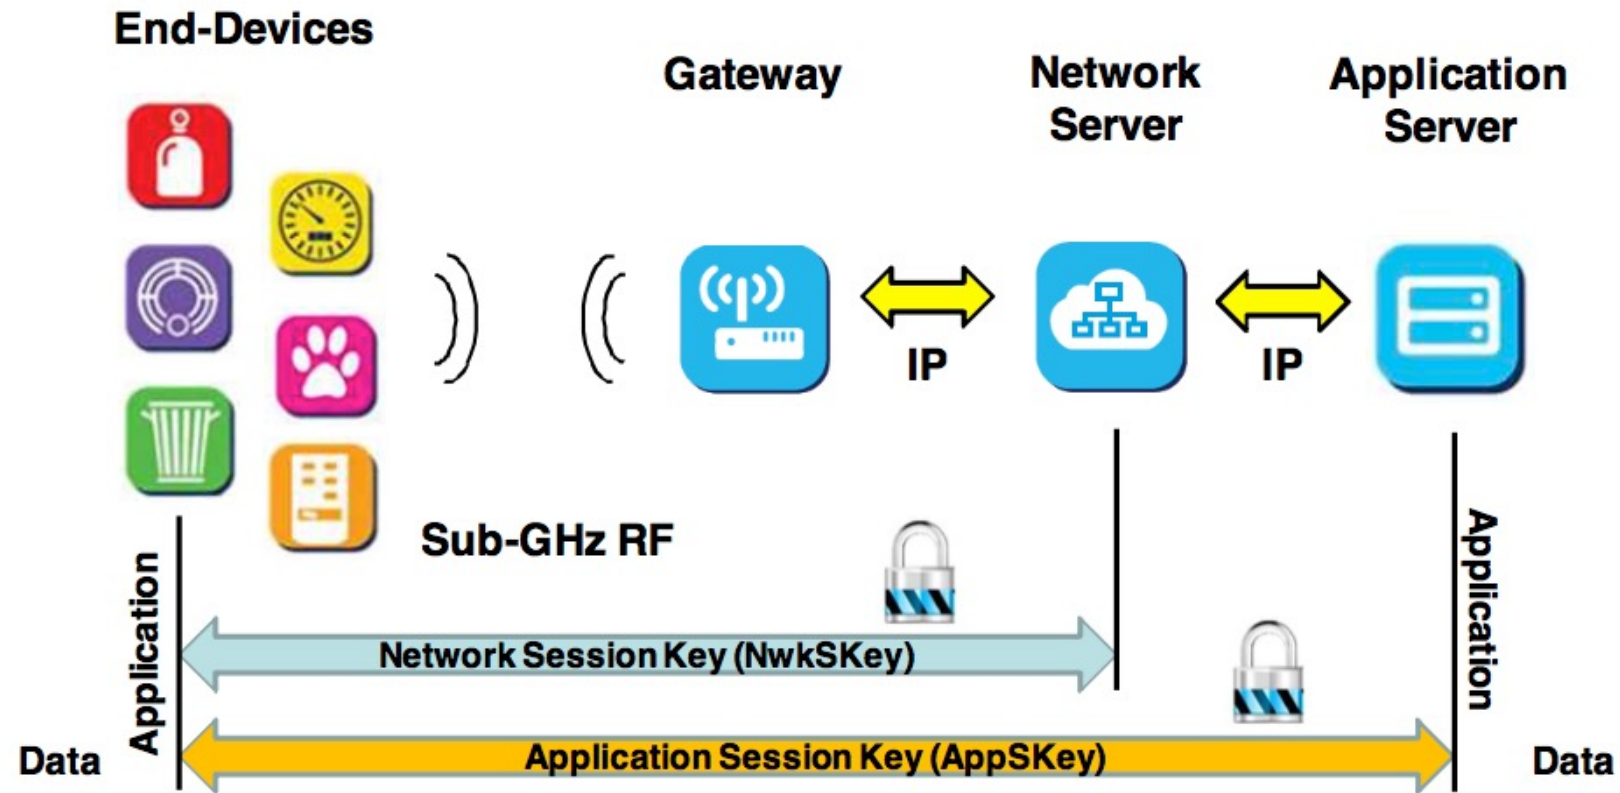 End-Devices
Gateway
Network
Server
Application
Server
IP
IP
Sub-GHz RF
Application
Application
Network Session Key (NwkSKey)
Data
Application Session Key (AppSKey)
Data